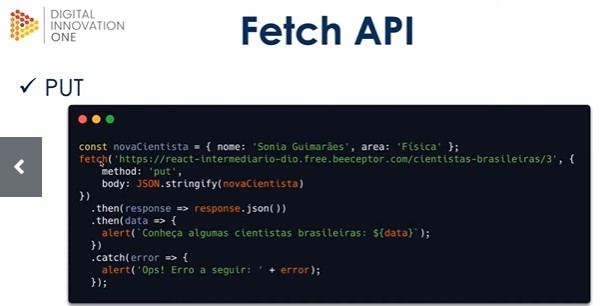 DIGITAL
INNOVATION
ONE
Fetch API
✓ PUT
const novaCientista = { nome: 'Sonia Guimarães', area: 'Física' };
fetch('https://react-intermediario-dio.free.beeceptor.com/cientistas-brasileiras/3', {
    method: 'put',
    body: JSON.stringify(novaCientista)
})
  .then(response => response.json())
  .then(data => {
    alert(`Conheça algumas cientistas brasileiras: ${data}`);
  })
  .catch(error => {
    alert('Ops! Erro a seguir: ' + error);
  });